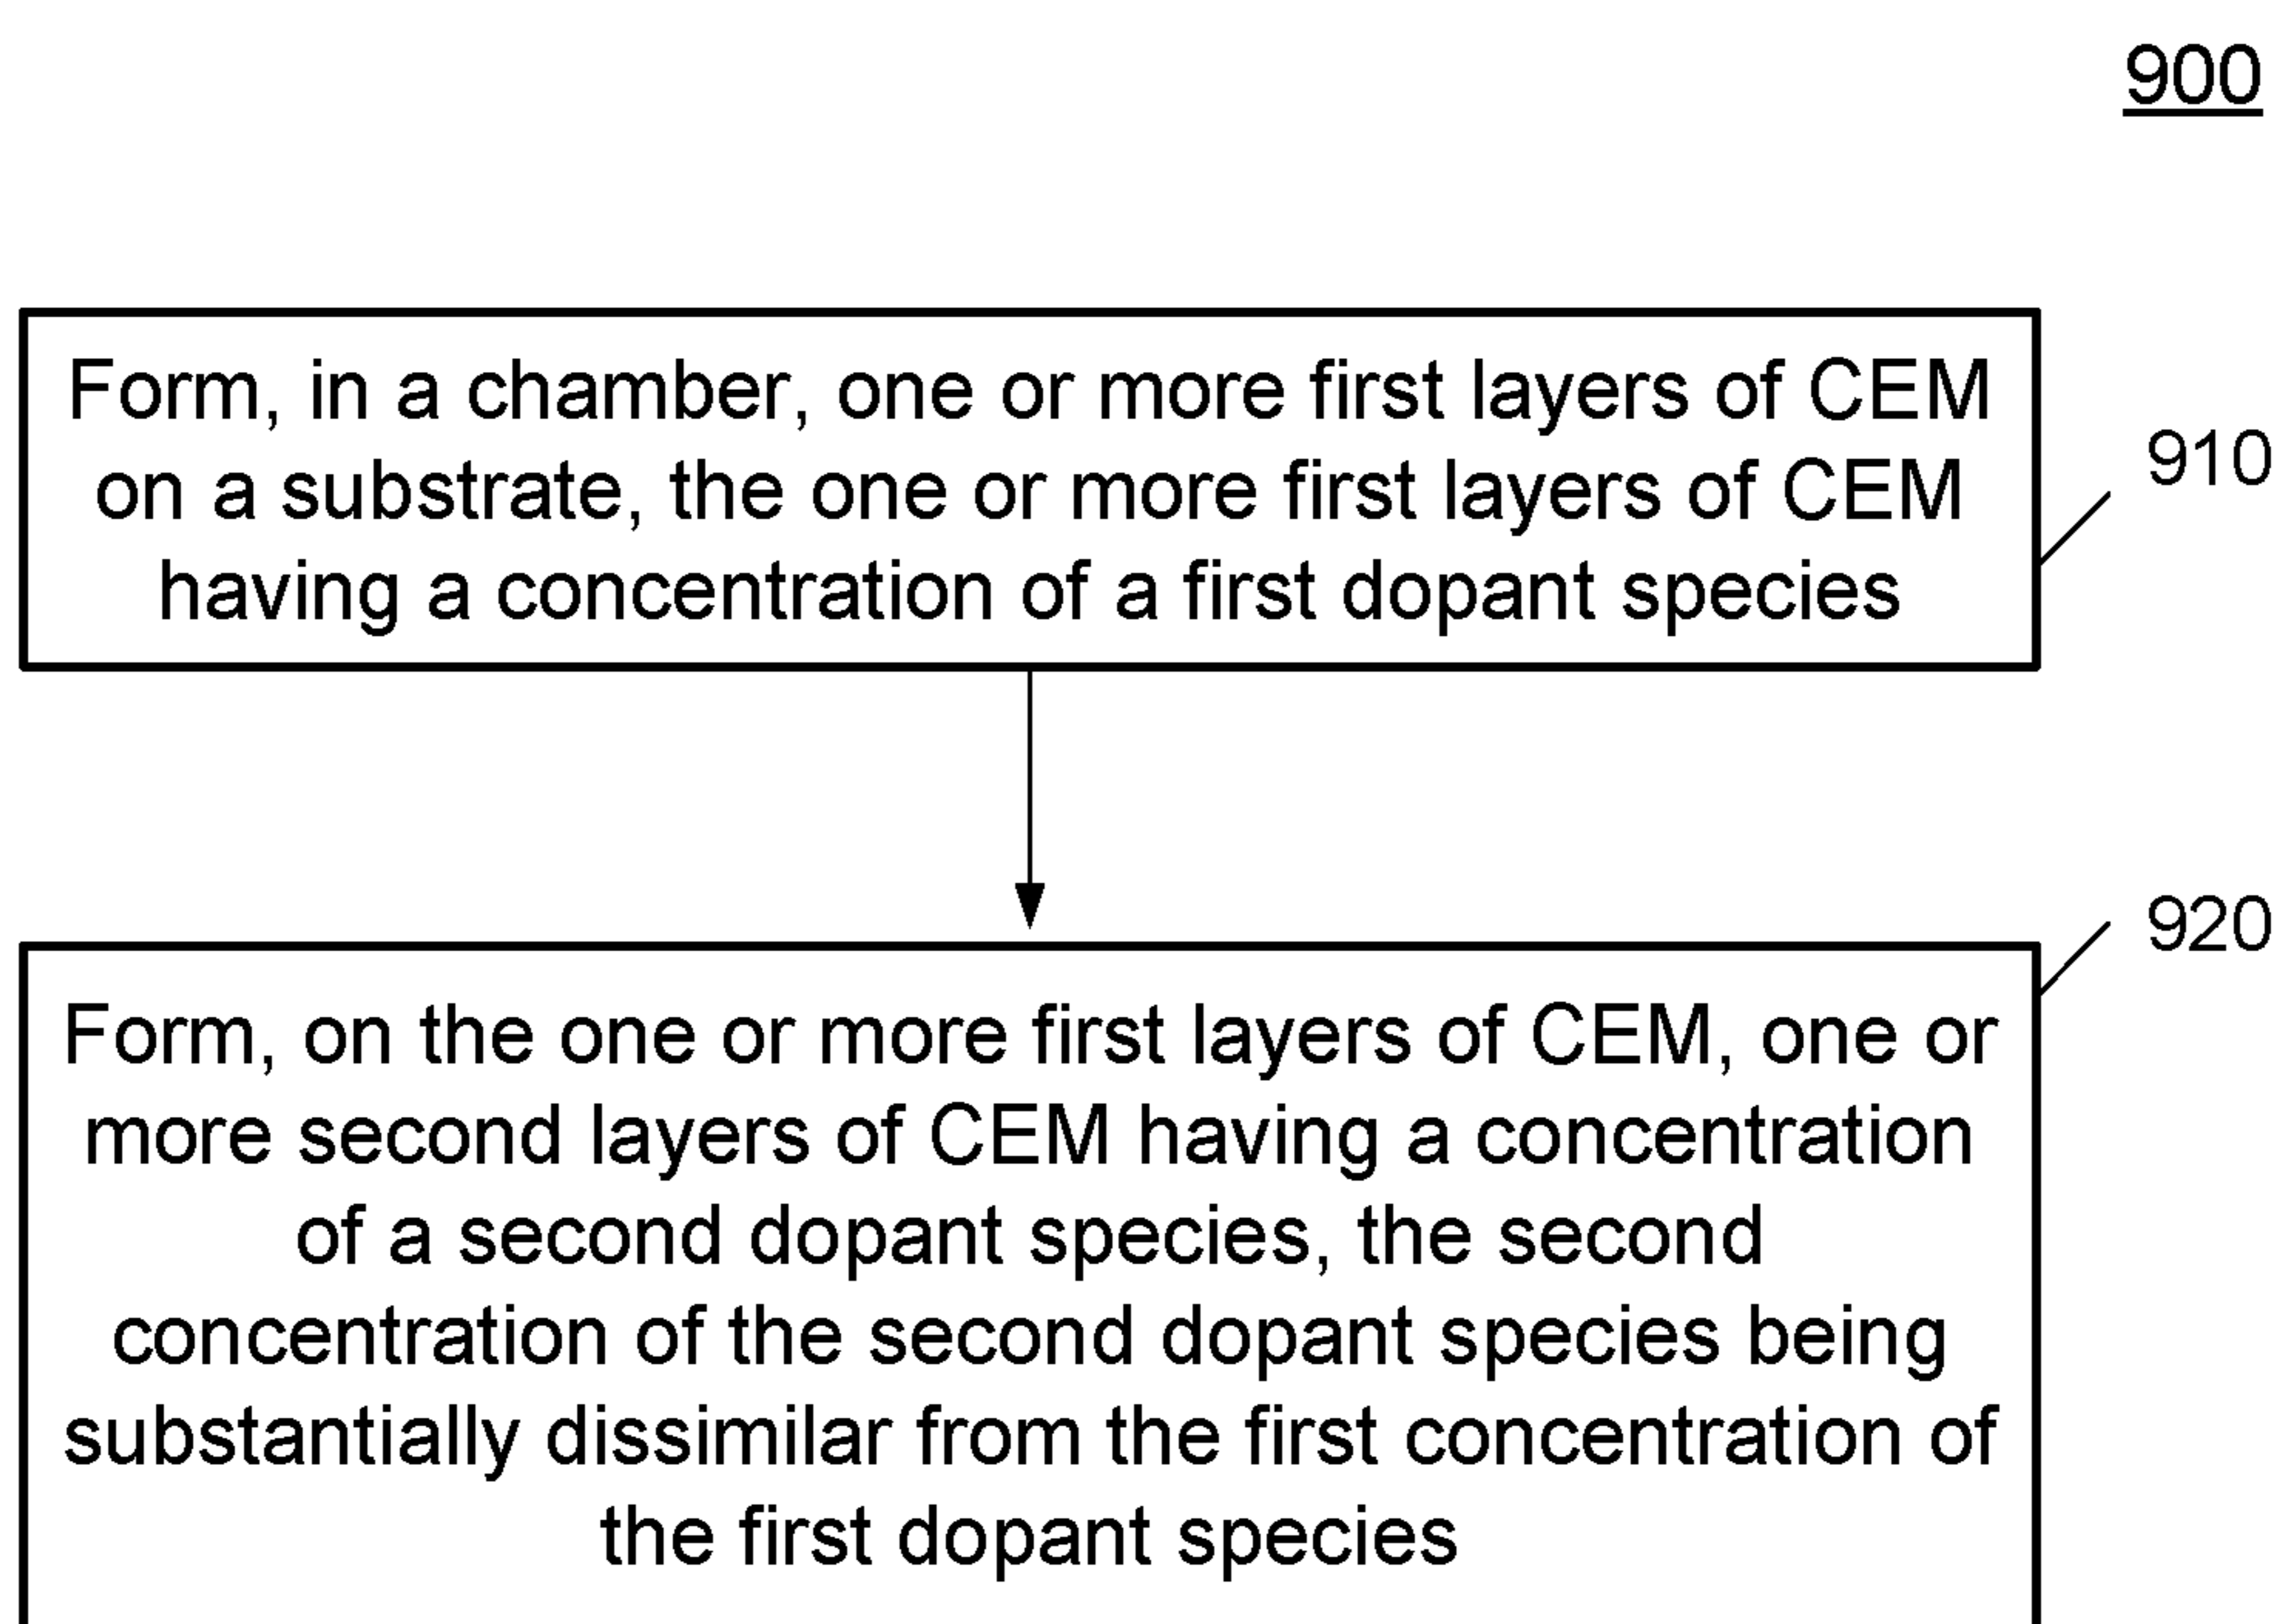 900
Form, in a chamber, one or more first layers of CEM
on a substrate, the one or more first layers of CEM
having a concentration of a first dopant species
910
920
Form, on the one or more first layers of CEM, one or
more second layers of CEM having a concentration
of a second dopant species, the second
concentration of the second dopant species being
substantially dissimilar from the first concentration of
the first dopant species